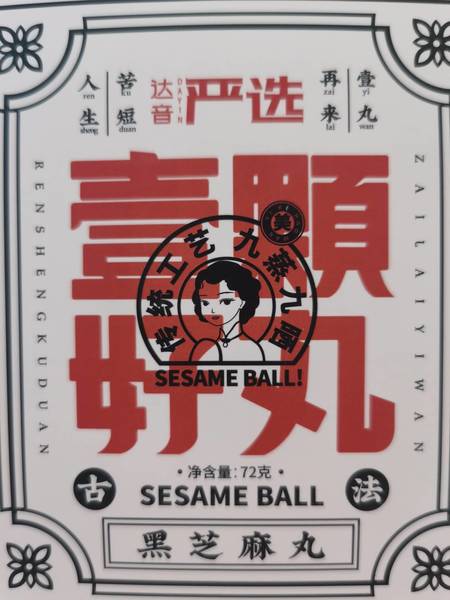 人生
ren
sheng
苦短
ku
duan
达音
DAYIN
严选
再来
zai
lai
壹丸
yi
wan
RENSHENGKUDUAN
ZAILAIYIWAN
壹顆
好丸
美
传统工艺 九蒸九晒
SESAME BALL!
·净含量:72克·
古
SESAME BALL
法
黑芝麻丸